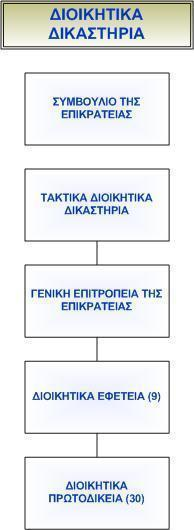 ΔΙΟΙΚΗΤΙΚΑ
ΔΙΚΑΣΤΗΡΙΑ
ΣΥΜΒΟΥΛΙΟ ΤΗΣ
ΕΠΙΚΡΑΤΕΙΑΣ
ΤΑΚΤΙΚΑ ΔΙΟΙΚΗΤΙΚΑ
ΔΙΚΑΣΤΗΡΙΑ
ΓΕΝΙΚΗ ΕΠΙΤΡΟΠΕΙΑ ΤΗΣ
ΕΠΙΚΡΑΤΕΙΑΣ
ΔΙΟΙΚΗΤΙΚΑ ΕΦΕΤΕΙΑ (9)
ΔΙΟΙΚΗΤΙΚΑ
ΠΡΩΤΟΔΙΚΕΙΑ (30)